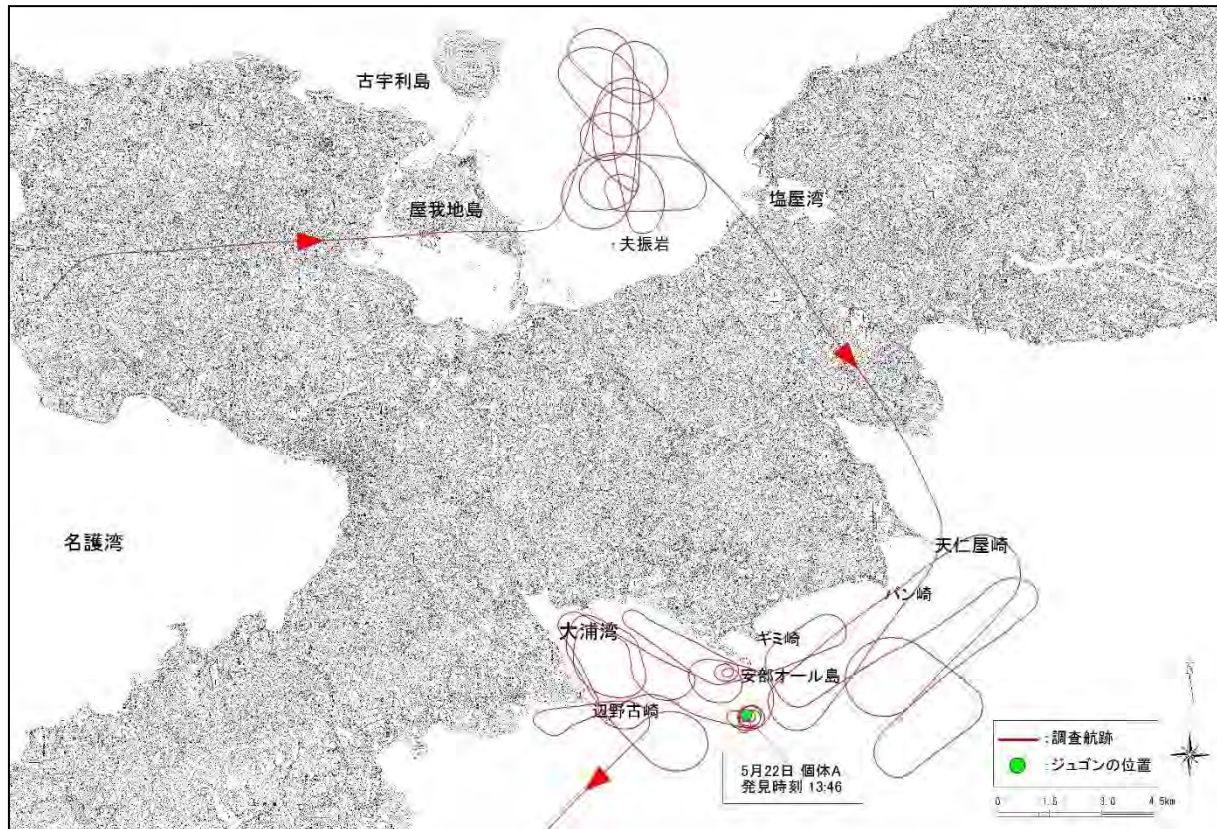 古宇利島
屋我地島
塩屋湾
夫振岩
名護湾
天仁屋崎
バン崎
ギミ崎
大浦湾
安部オール島
辺野古崎
5月22日 個体A
発見時刻 13:46
N
:調査航跡
:ジュゴンの位置
0 1.5 3.0 4.5km